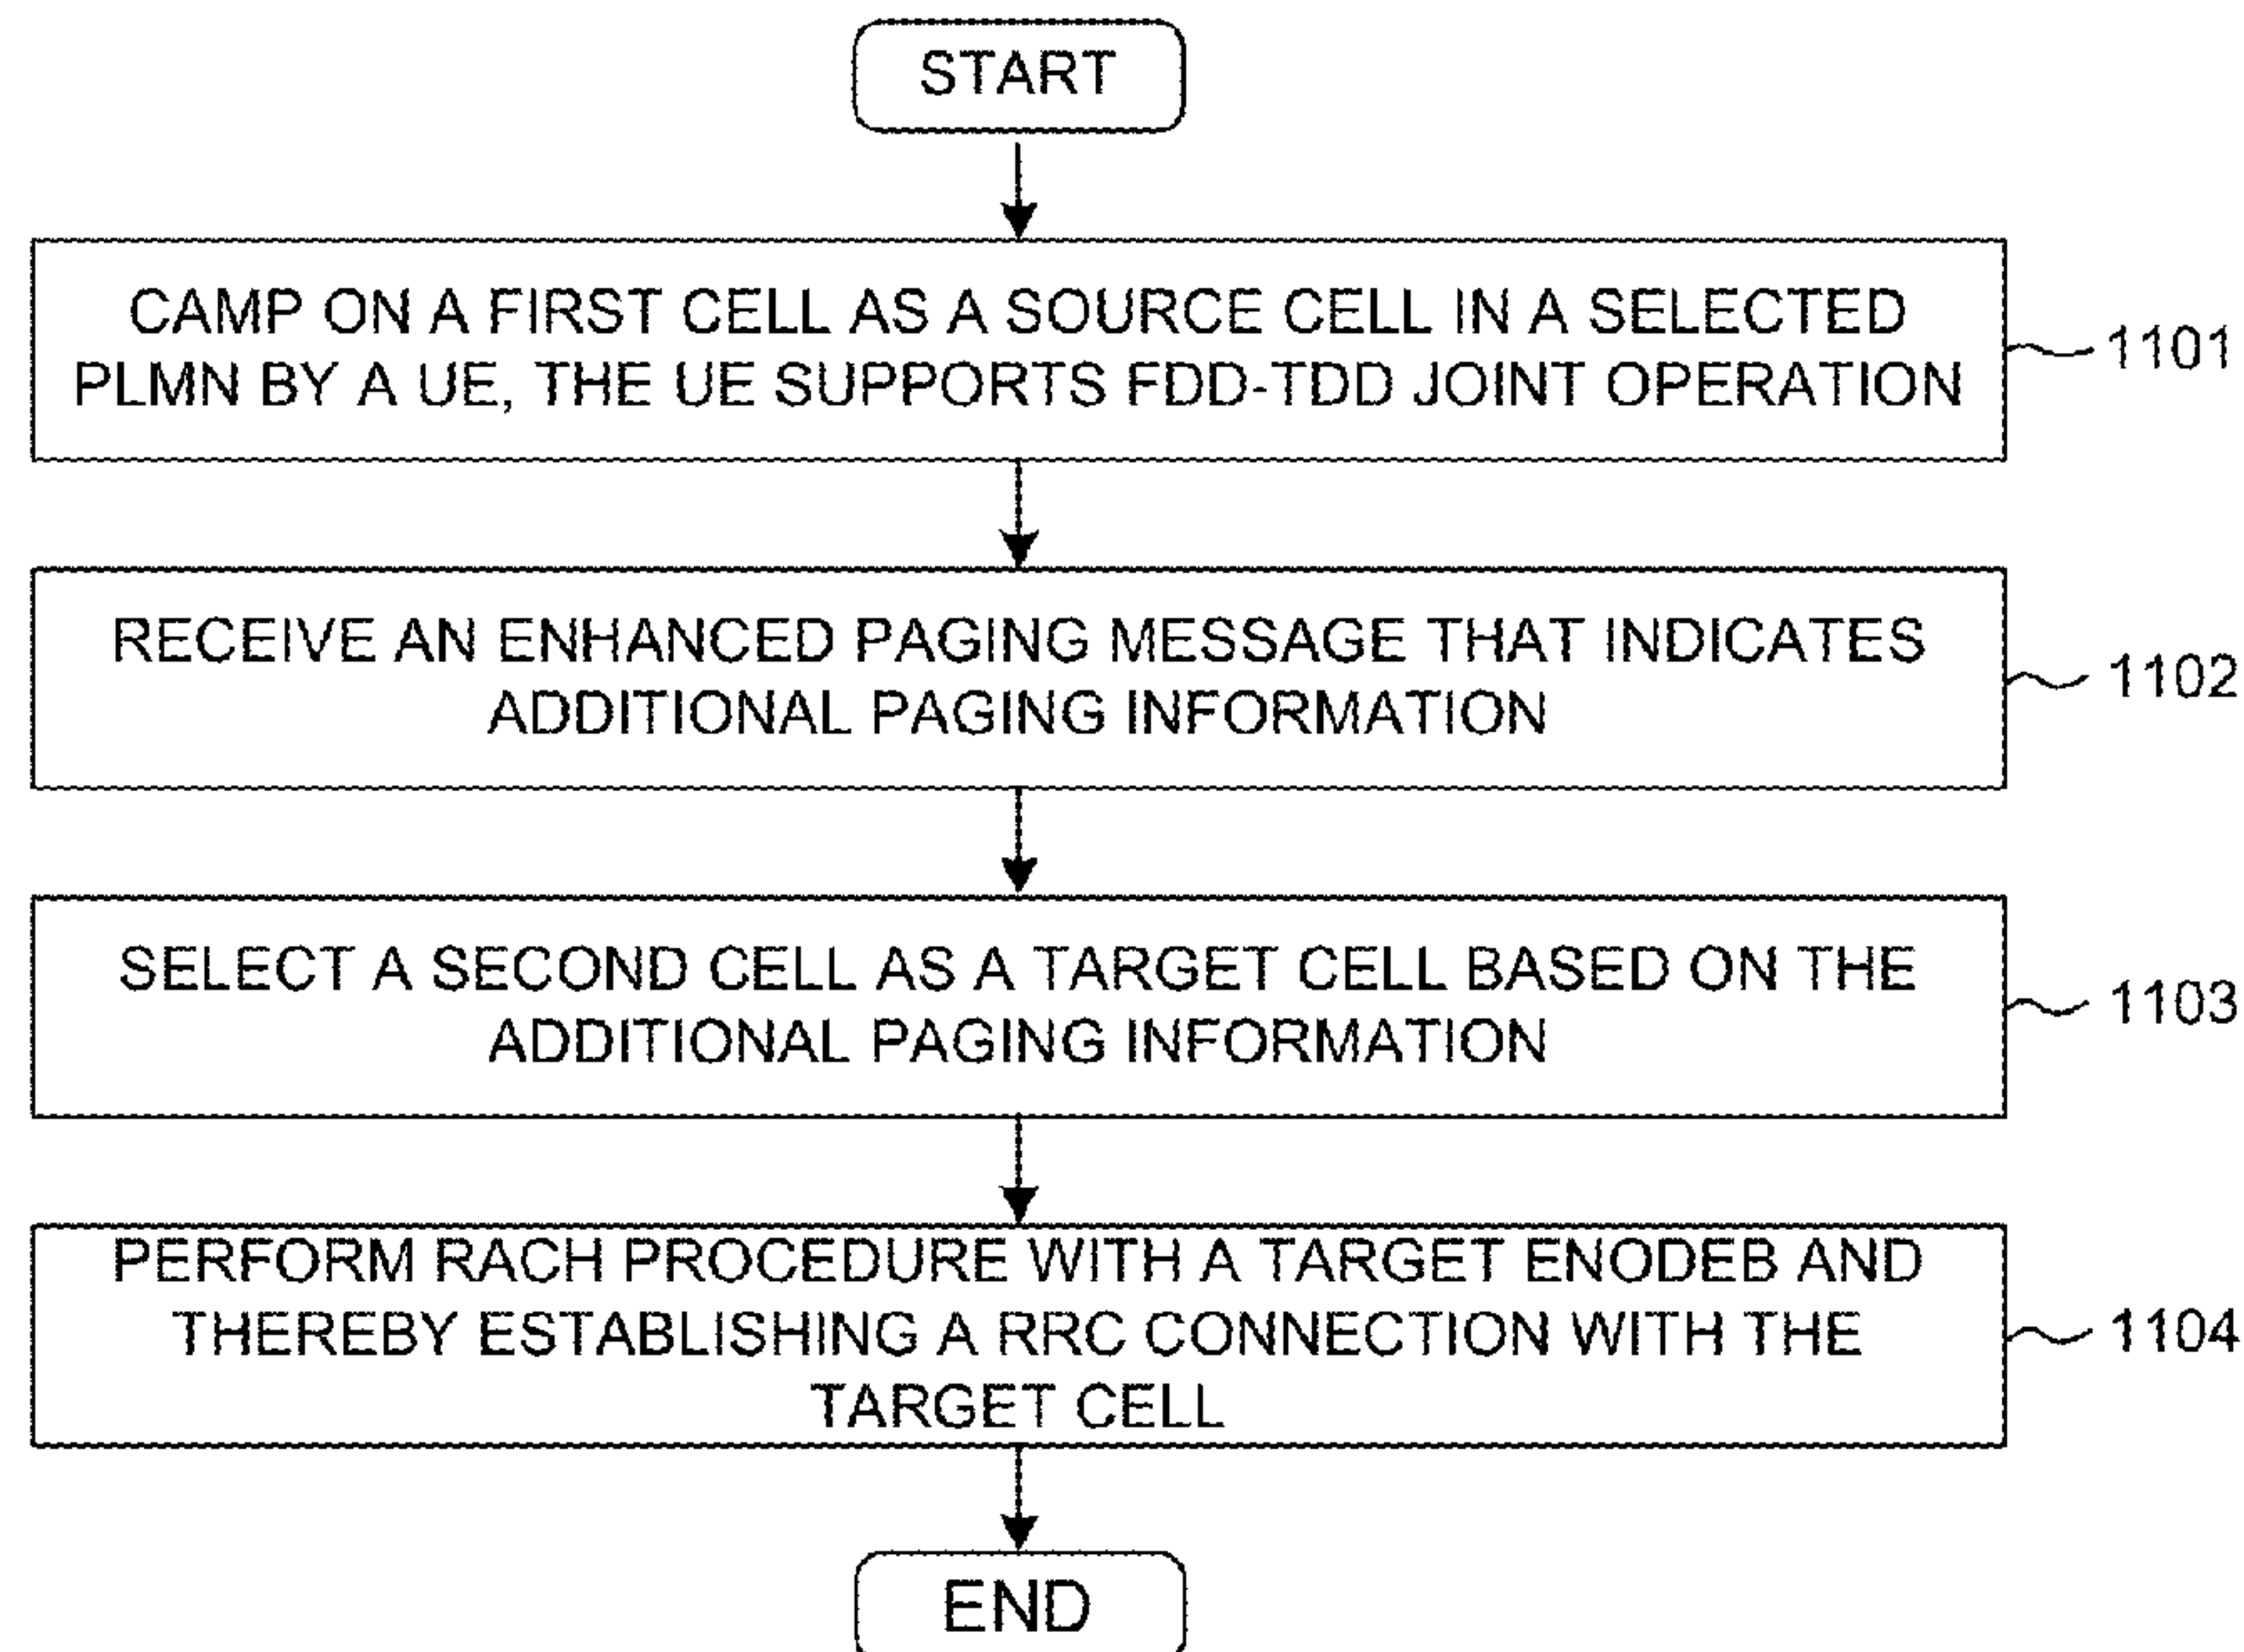 START
CAMP ON A FIRST CELL AS A SOURCE CELL IN A SELECTED
PLMN BY A UE, THE UE SUPPORTS FDD-TDD JOINT OPERATION
1101
RECEIVE AN ENHANCED PAGING MESSAGE THAT INDICATES
ADDITIONAL PAGING INFORMATION
1102
SELECT A SECOND CELL AS A TARGET CELL BASED ON THE
ADDITIONAL PAGING INFORMATION
1103
PERFORM RACH PROCEDURE WITH A TARGET ENODEB AND
THEREBY ESTABLISHING A RRC CONNECTION WITH THE
TARGET CELL
1104
END